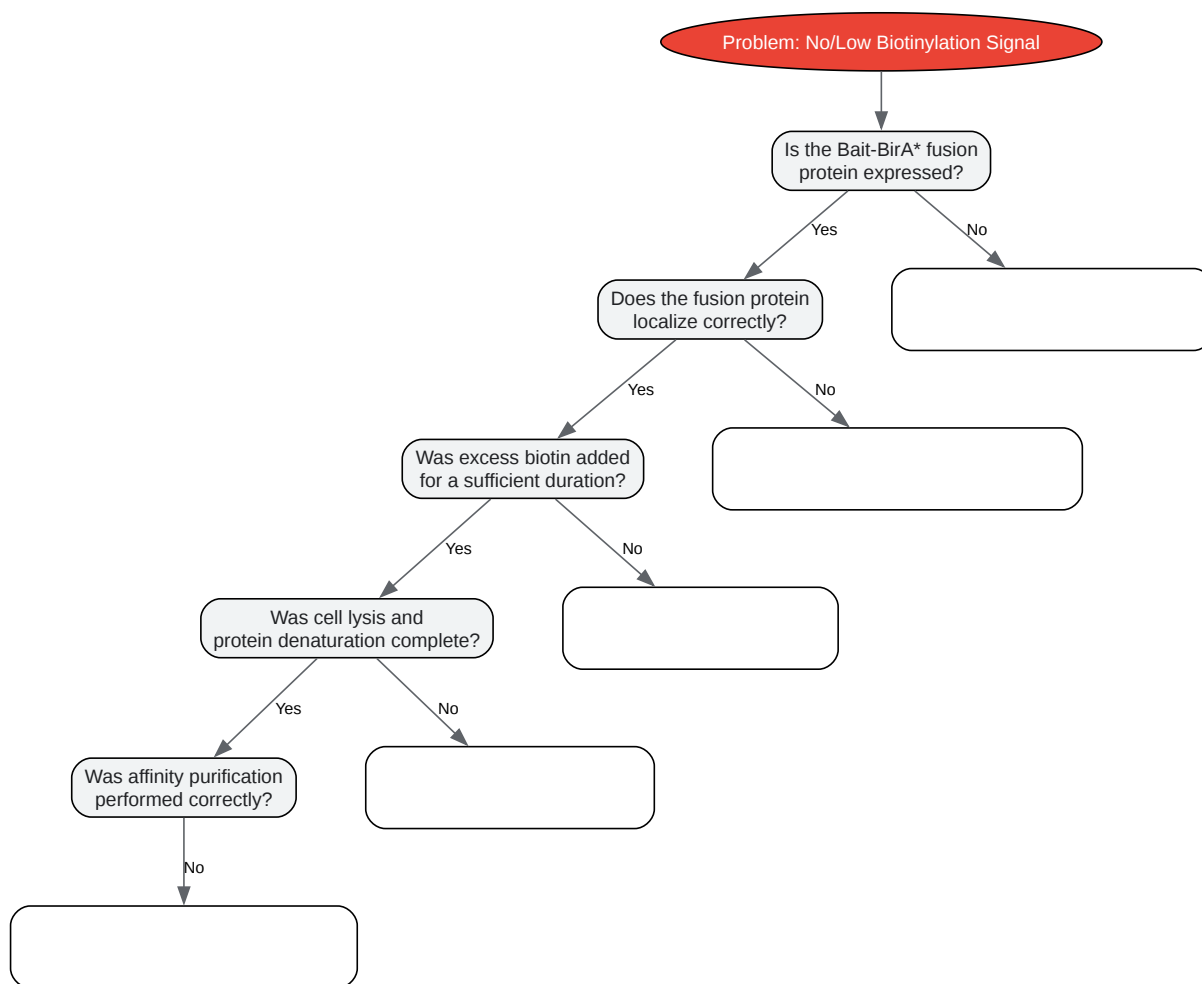 Problem: No/Low Biotinylation Signal
Is the Bait-BirA* fusion
protein expressed?
Yes
No
Does the fusion protein
localize correctly?
Yes
No
Was excess biotin added
for a sufficient duration?
Yes
No
Was cell lysis and
protein denaturation complete?
Yes
No
Was affinity purification
performed correctly?
No